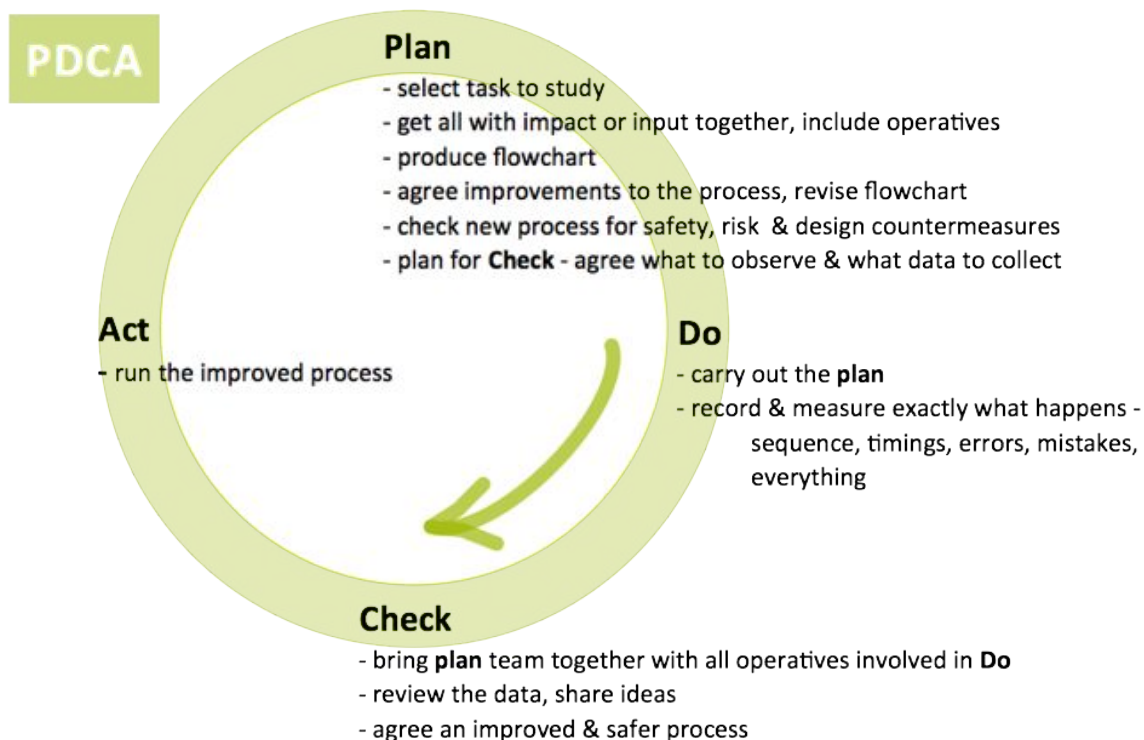 PDCA
Plan
- select task to study
- get all with impact or input together, include operatives
- produce flowchart
- agree improvements to the process, revise flowchart
- check new process for safety, risk & design countermeasures
- plan for Check - agree what to observe & what data to collect
Do
- carry out the plan
- record & measure exactly what happens -
sequence, timings, errors, mistakes,
everything
Check
- bring plan team together with all operatives involved in Do
- review the data, share ideas
- agree an improved & safer process
Act
- run the improved process